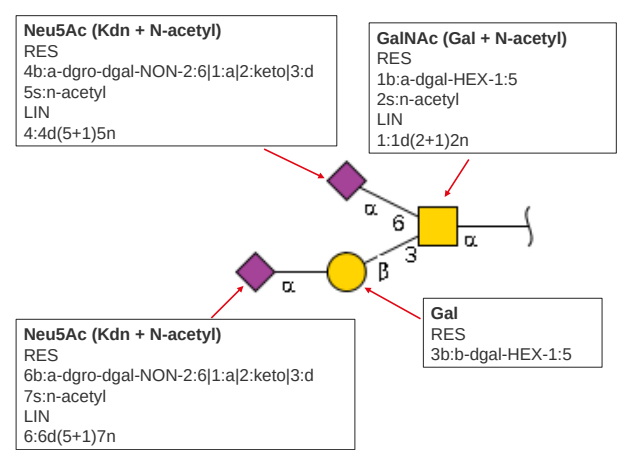 Neu5Ac (Kdn + N-acetyl)
RES
4b:a-dgro-dgal-NON-2:6|1:a|2:keto|3:d
5s:n-acetyl
LIN
4:4d(5+1)5n
GalNAc (Gal + N-acetyl)
RES
1b:a-dgal-HEX-1:5
2s:n-acetyl
LIN
1:1d(2+1)2n
α
6
α
3
β
α
Gal
RES
3b:b-dgal-HEX-1:5
Neu5Ac (Kdn + N-acetyl)
RES
6b:a-dgro-dgal-NON-2:6|1:a|2:keto|3:d
7s:n-acetyl
LIN
6:6d(5+1)7n